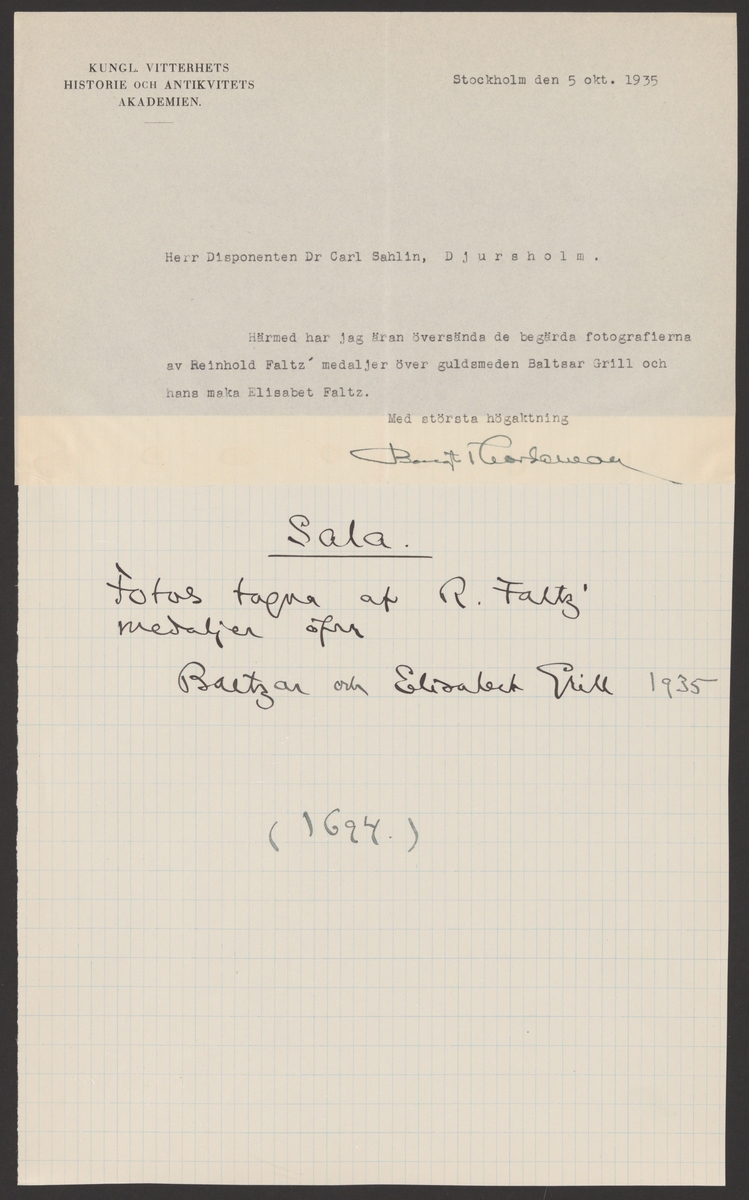 KUNGL. VITTERHETS
HISTORIE OCH ANTIKVITETS
AKADEMIEN.
Stockholm den 5 okt. 1935
Herr Disponenten Dr Carl Sahlin, D j u r s h o l m .
Härmed har jag äran översända de begärda fotografierna
av Reinhold Faltz´ medaljer över guldsmeden Baltsar Grill och
hans maka Elisabet Faltz.
Med största högaktning
Bengt Thordeman
Sala.
Fotos tagna af R. Faltz'
medaljer öfver
Baltzar och Elisabeth Grill 1935
(1694.)